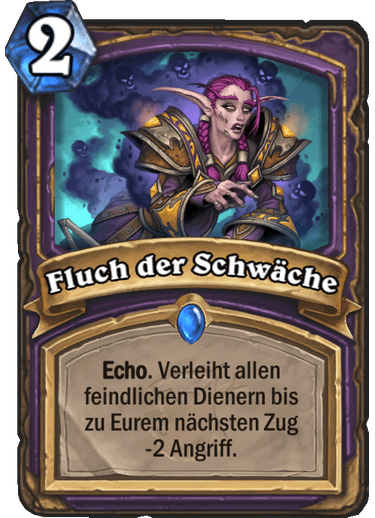 2
Fluch der Schwäche
Echo. Verleiht allen
feindlichen Dienern bis
zu Eurem nächsten Zug
-2 Angriff.